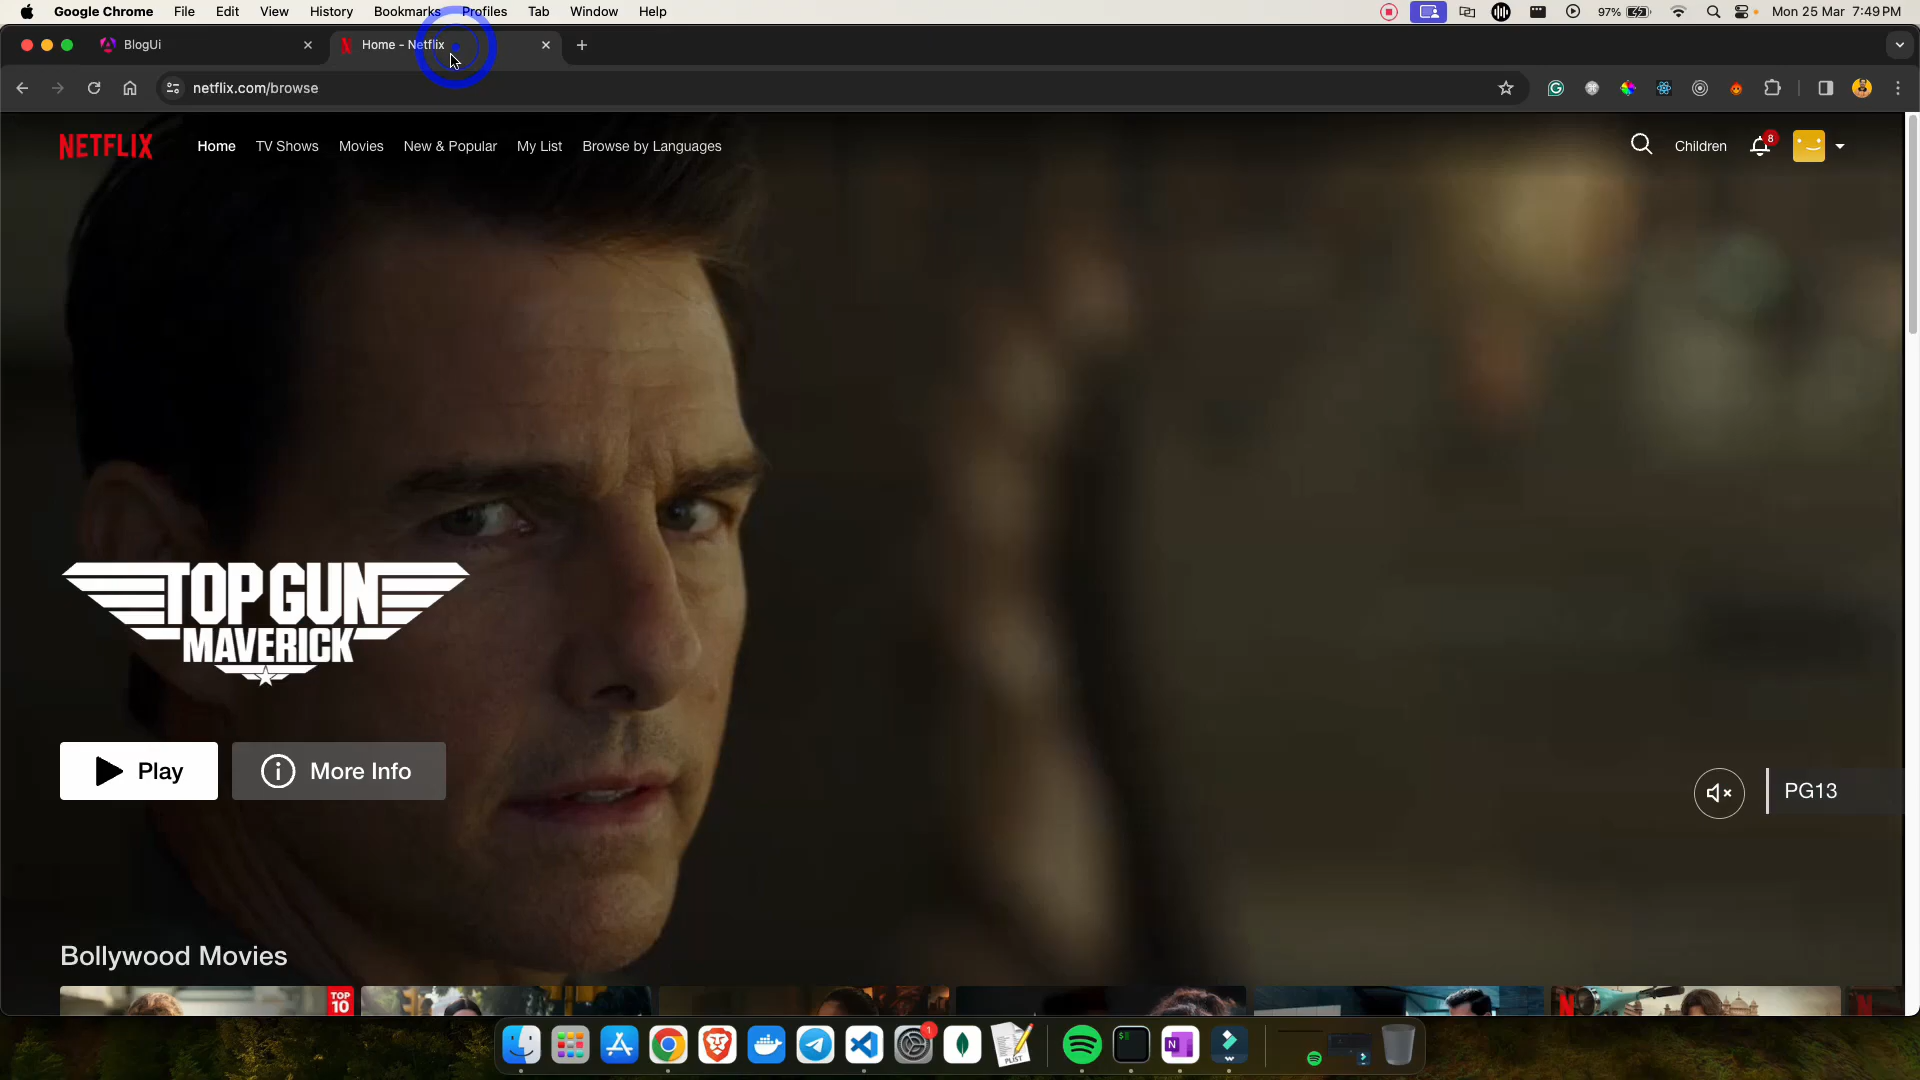 Google Chrome File Edit View History Bookmarks Profiles Tab Window Help 97% Mon 25 Mar 7:49 PM
BlogUi Home - Netflix
netflix.com/browse
NETFLIX Home TV Shows Movies New & Popular My List Browse by Languages Children 8
TOP GUN
MAVERICK
Play More Info PG13
Bollywood Movies
TOP
10
1
PLIST